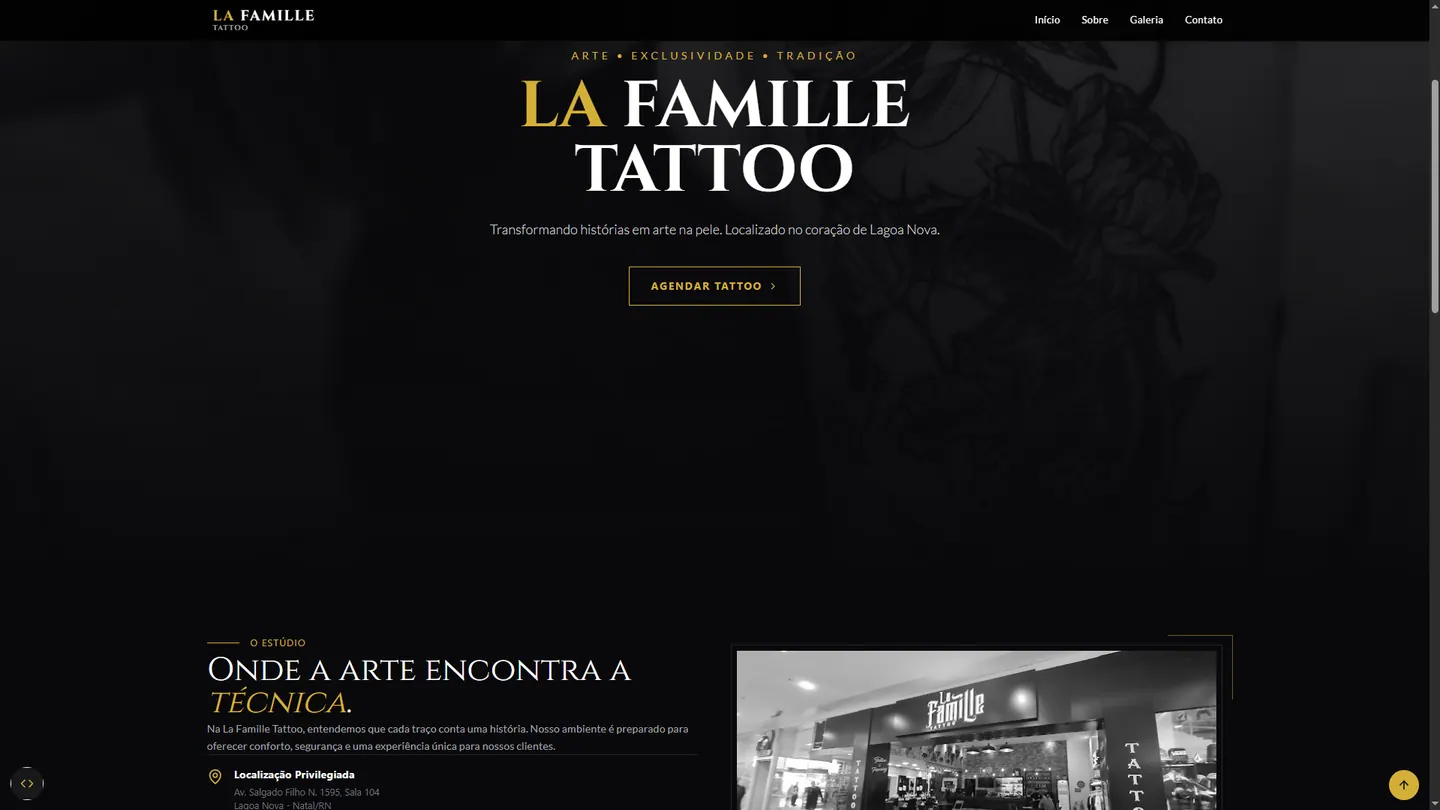 LA FAMILLE
TATTOO
Início Sobre Galeria Contato
ARTE • EXCLUSIVIDADE • TRADIÇÃO
LA FAMILLE
TATTOO
Transformando histórias em arte na pele. Localizado no coração de Lagoa Nova.
AGENDAR TATTOO
O ESTÚDIO
ONDE A ARTE ENCONTRA A
TÉCNICA.
Na La Famille Tattoo, entendemos que cada traço conta uma história. Nosso ambiente é preparado para
oferecer conforto, segurança e uma experiência única para nossos clientes.
Localização Privilegiada
Av. Salgado Filho N. 1595, Sala 104
Lagoa Nova - Natal/RN
La
Famille
TATTOO
TATTO
TATTO